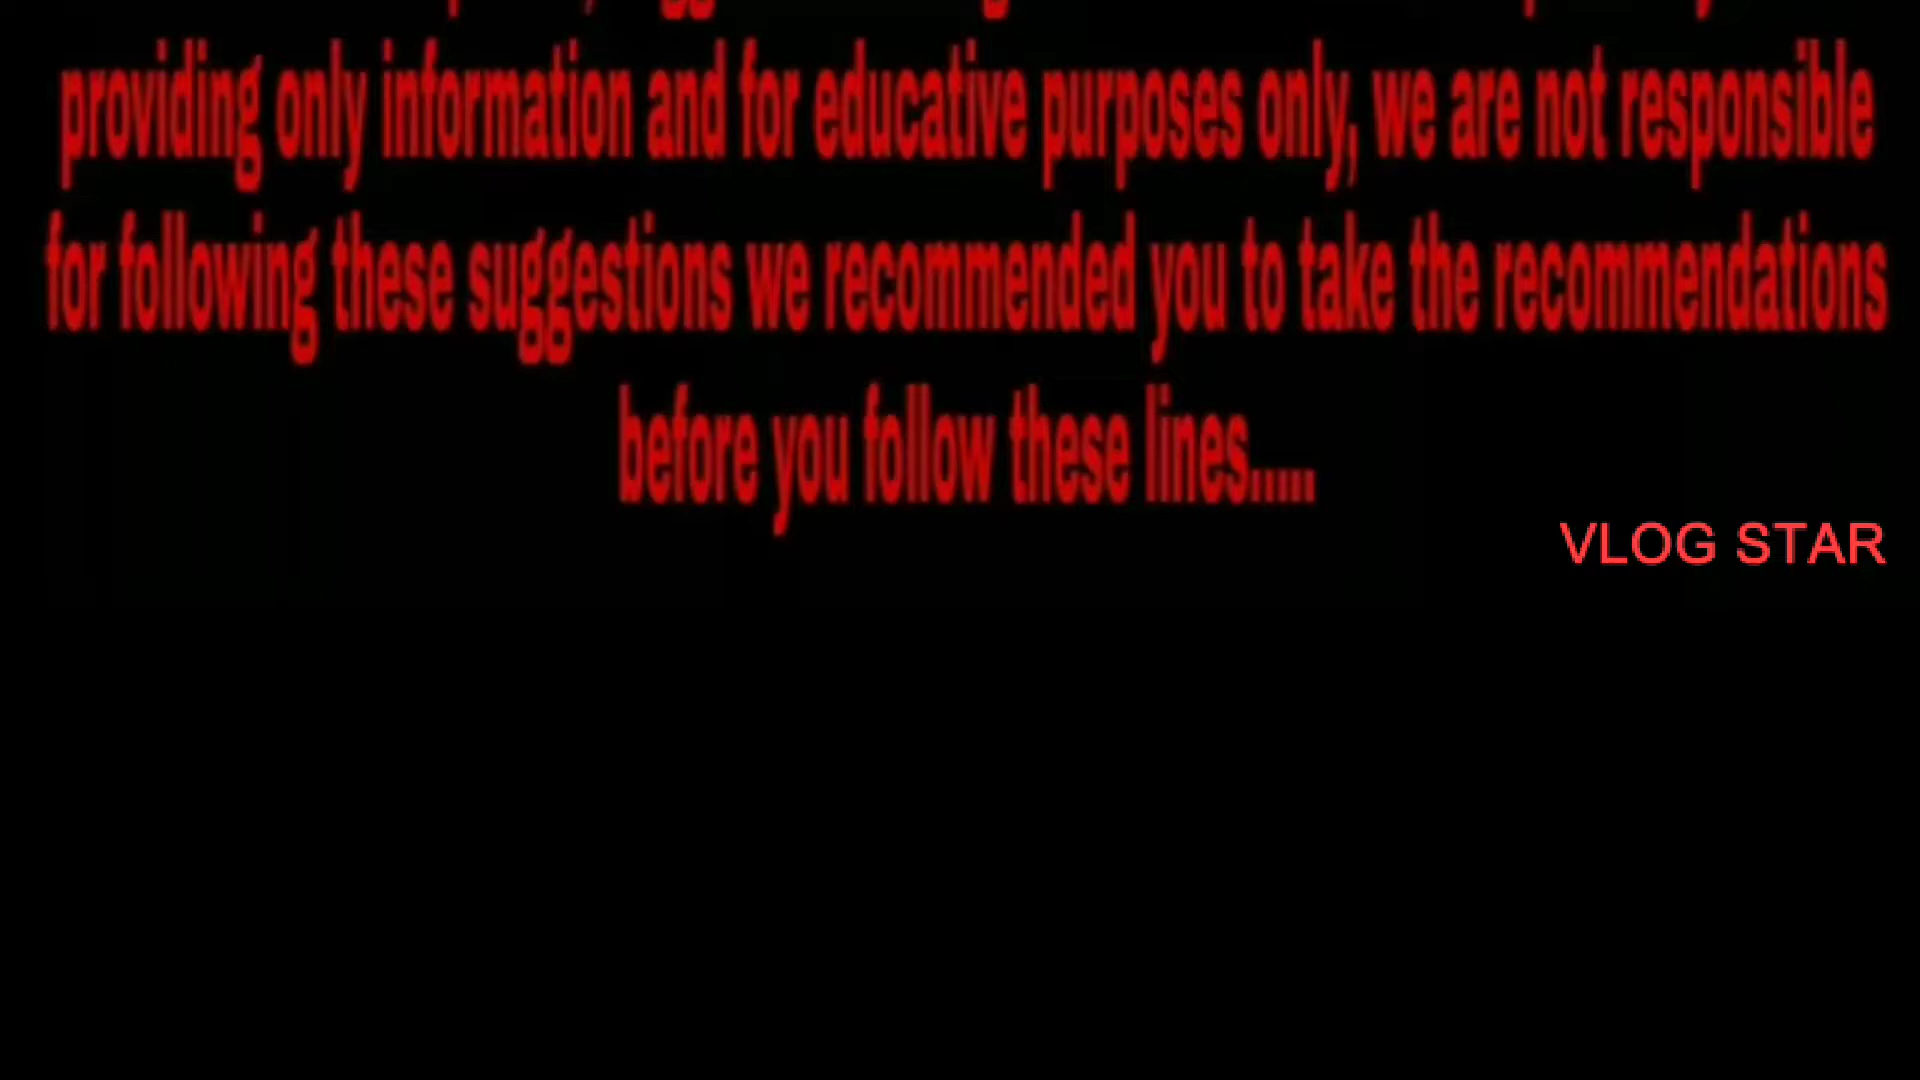 providing only information and for educative purposes only, we are not responsible
for following these suggestions we recommended you to take the recommendations
before you follow these lines.....
VLOG STAR